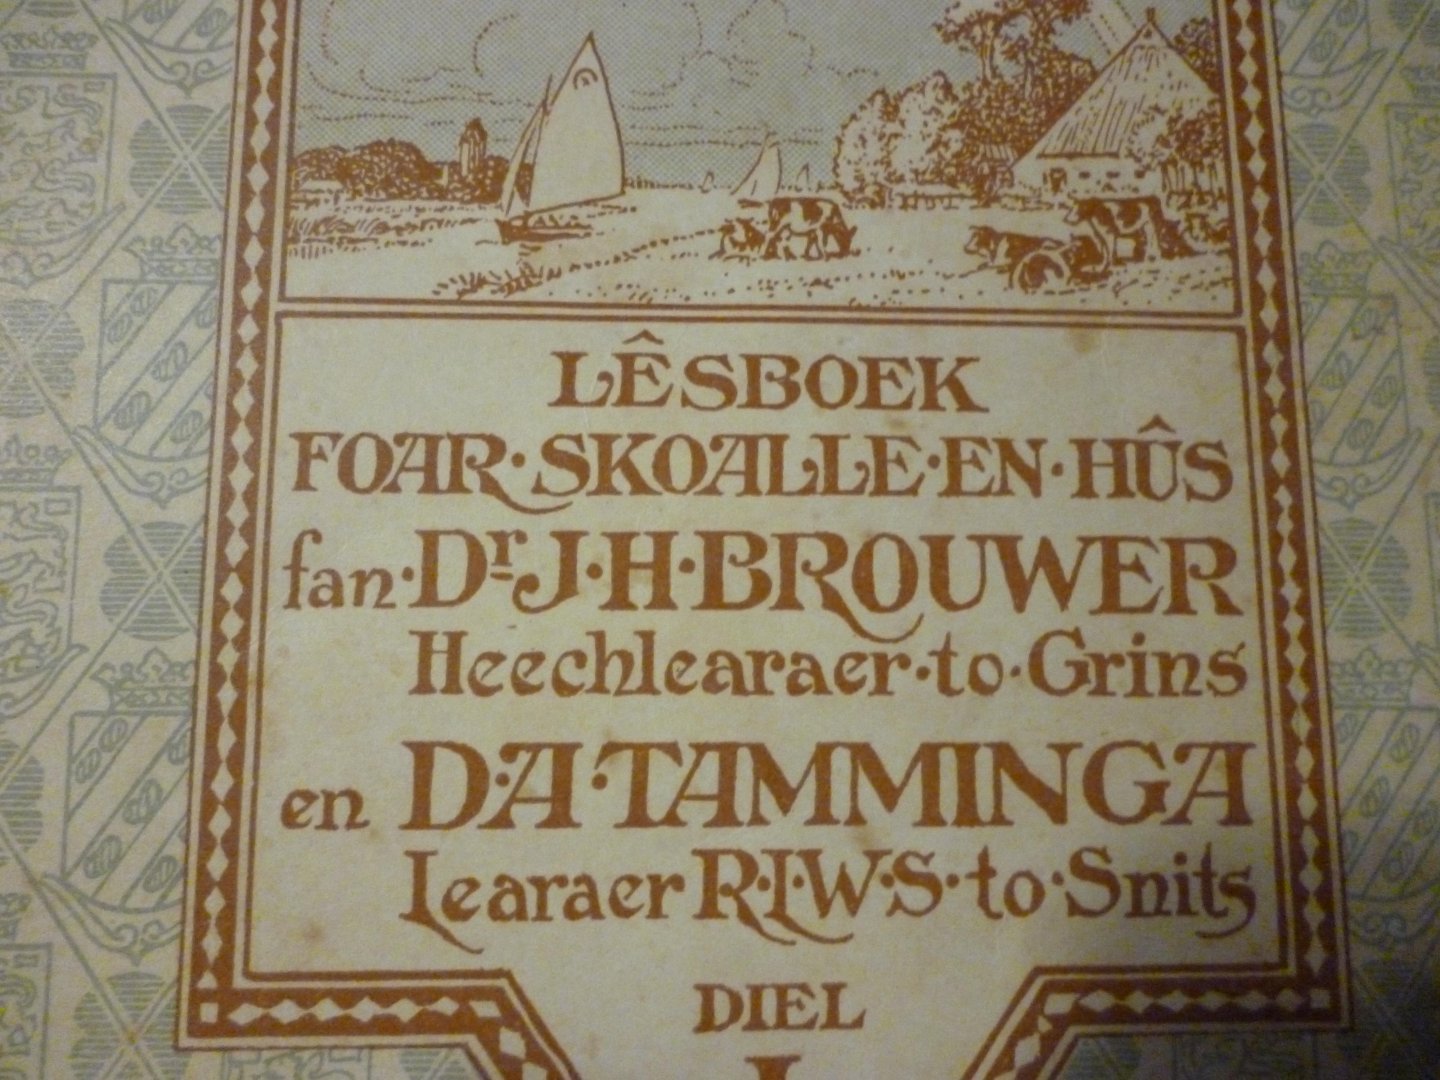 LÊSBOEK
FOAR·SKOALLE·EN·HÛS
fan·Dr·J·H·BROUWER
Heechlearaer·to·Grins
en D·A·TAMMINGA
Learaer R·I·W·S·to·Snits
DIEL
I